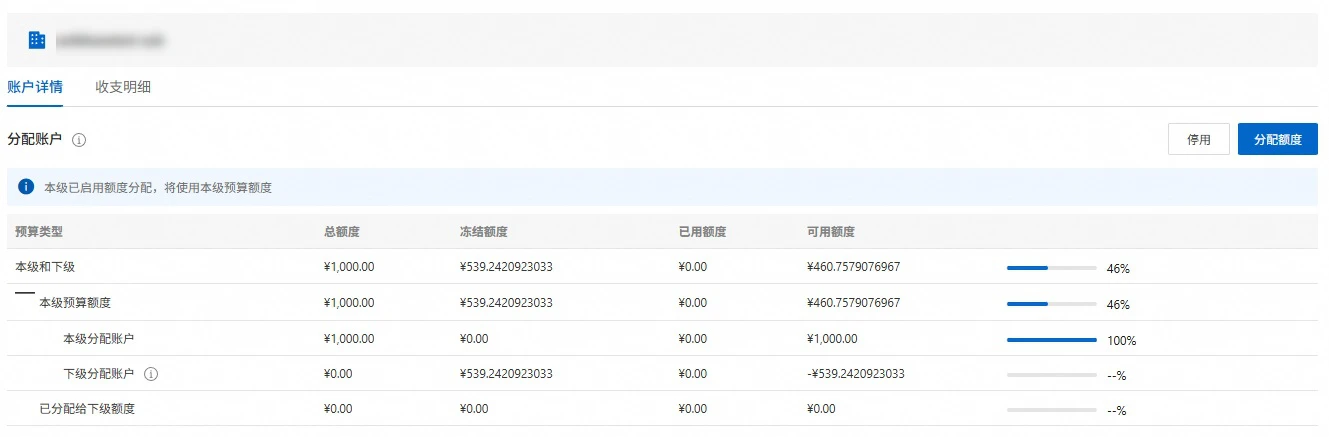 账户详情 收支明细
分配账户 停用 分配额度
本级已启用额度分配，将使用本级预算额度
预算类型 总额度 冻结额度 已用额度 可用额度
本级和下级 ¥1,000.00 ¥539.2420923033 ¥0.00 ¥460.7579076967 46%
本级预算额度 ¥1,000.00 ¥539.2420923033 ¥0.00 ¥460.7579076967 46%
本级分配账户 ¥1,000.00 ¥0.00 ¥0.00 ¥1,000.00 100%
下级分配账户 ¥0.00 ¥539.2420923033 ¥0.00 -¥539.2420923033 --%
已分配给下级额度 ¥0.00 ¥0.00 ¥0.00 ¥0.00 --%